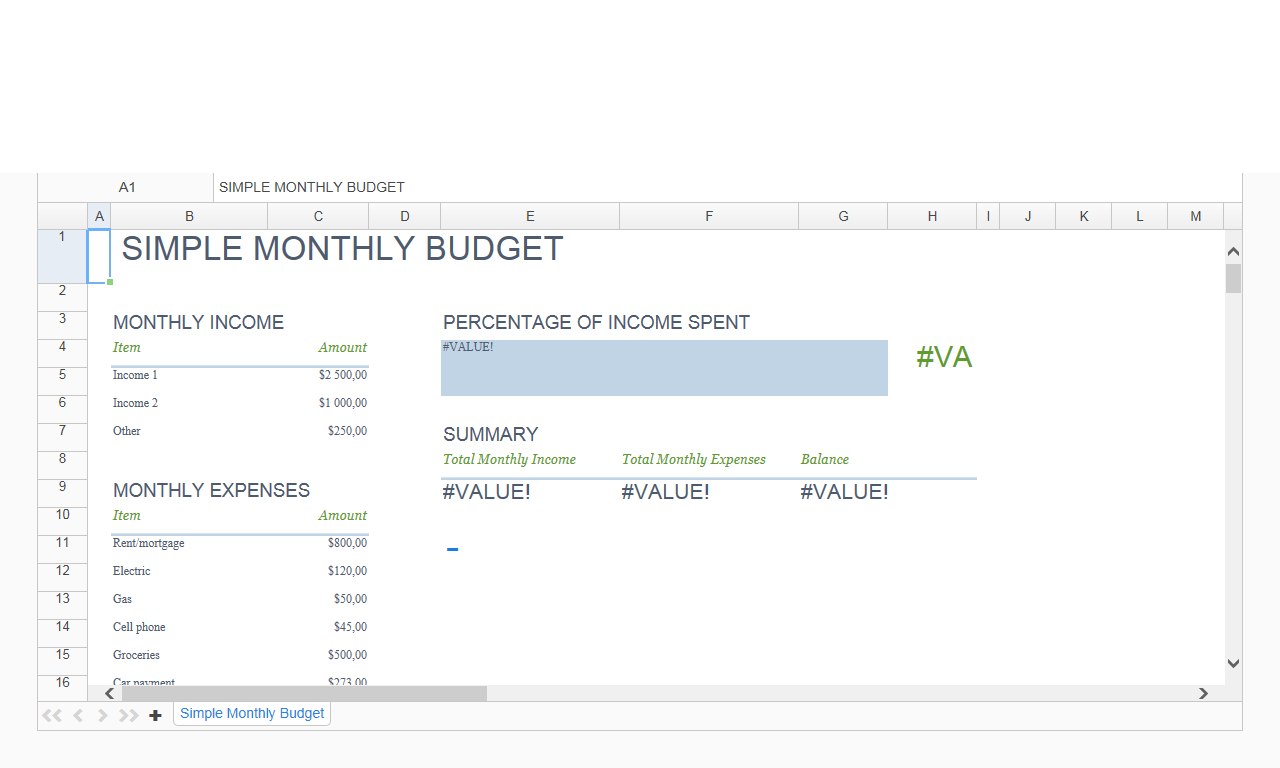 A1 SIMPLE MONTHLY BUDGET
A B C D E F G H I J K L M
1 SIMPLE MONTHLY BUDGET
2
3 MONTHLY INCOME PERCENTAGE OF INCOME SPENT
4 Item Amount #VALUE! #VA
5 Income 1 $2 500,00
6 Income 2 $1 000,00
7 Other $250,00 SUMMARY
8 Total Monthly Income Total Monthly Expenses Balance
9 MONTHLY EXPENSES #VALUE! #VALUE! #VALUE!
10 Item Amount
11 Rent/mortgage $800,00
12 Electric $120,00
13 Gas $50,00
14 Cell phone $45,00
15 Groceries $500,00
16 Car payment $273,00
Simple Monthly Budget